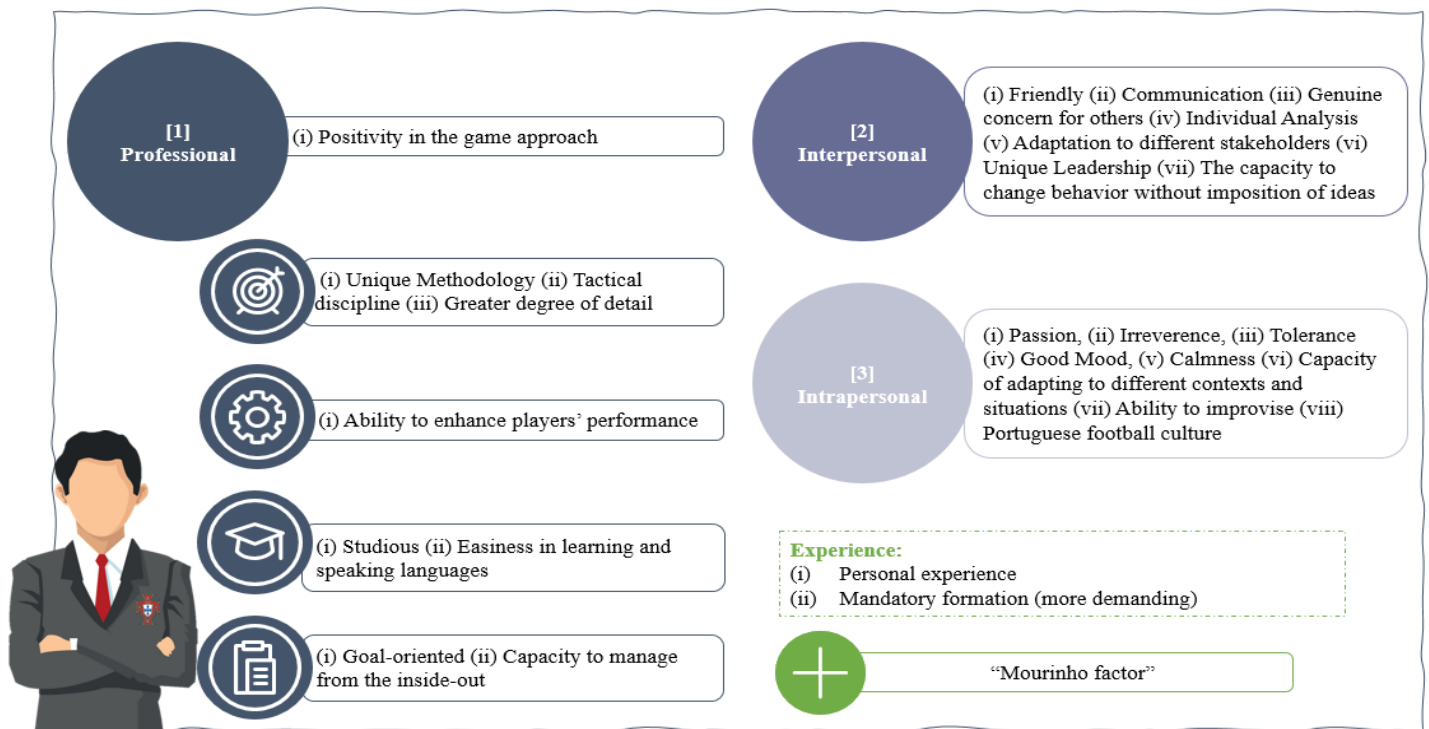 [1]
Professional
(i) Positivity in the game approach
(i) Unique Methodology (ii) Tactical
discipline (iii) Greater degree of detail
(i) Ability to enhance players’ performance
(i) Studious (ii) Easiness in learning and
speaking languages
(i) Goal-oriented (ii) Capacity to manage
from the inside-out
[2]
Interpersonal
(i) Friendly (ii) Communication (iii) Genuine
concern for others (iv) Individual Analysis
(v) Adaptation to different stakeholders (vi)
Unique Leadership (vii) The capacity to
change behavior without imposition of ideas
[3]
Intrapersonal
(i) Passion, (ii) Irreverence, (iii) Tolerance
(iv) Good Mood, (v) Calmness (vi) Capacity
of adapting to different contexts and
situations (vii) Ability to improvise (viii)
Portuguese football culture
Experience:
(i) Personal experience
(ii) Mandatory formation (more demanding)
“Mourinho factor”